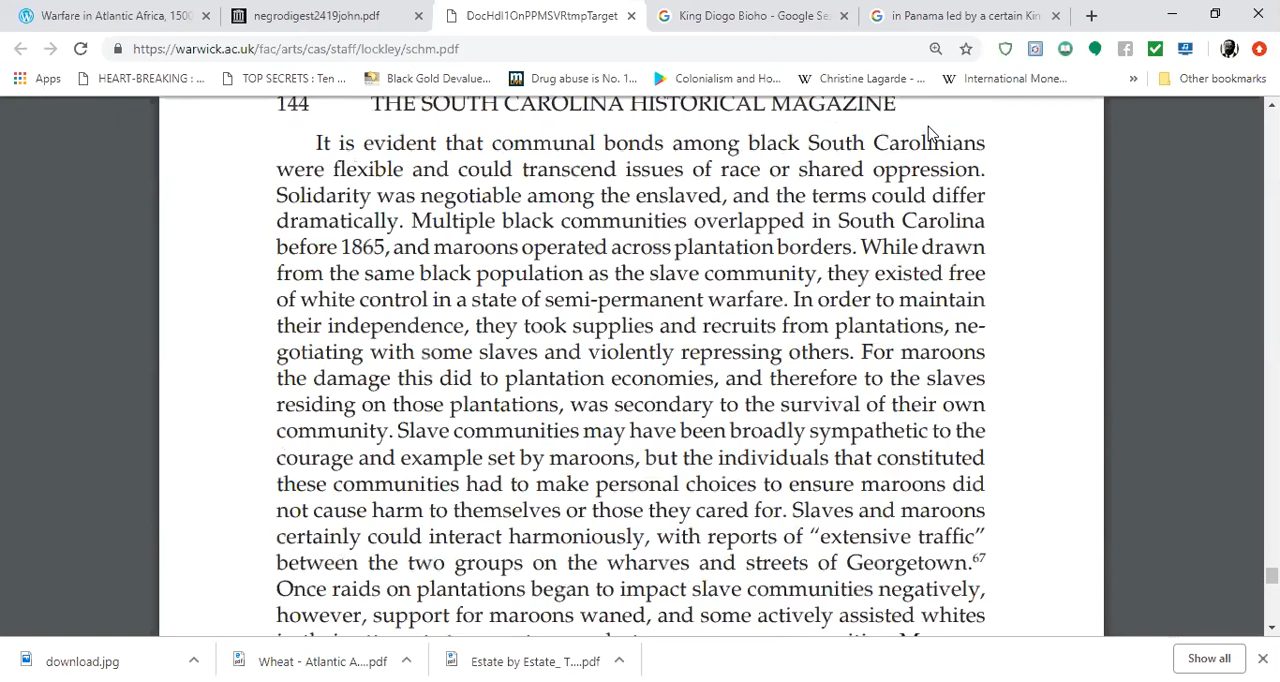 Warfare in Atlantic Africa, 1500
negrodigest2419john.pdf
DocHdl1OnPPMSVRtmpTarget
King Diogo Bioho - Google Se
in Panama led by a certain Kin
https://warwick.ac.uk/fac/arts/cas/staff/lockley/schm.pdf
Apps
HEART-BREAKING : ...
TOP SECRETS : Ten ...
Black Gold Devalue...
Drug abuse is No. 1...
Colonialism and Ho...
Christine Lagarde - ...
International Mone...
»
Other bookmarks
144 THE SOUTH CAROLINA HISTORICAL MAGAZINE
It is evident that communal bonds among black South Carolinians
were flexible and could transcend issues of race or shared oppression.
Solidarity was negotiable among the enslaved, and the terms could differ
dramatically. Multiple black communities overlapped in South Carolina
before 1865, and maroons operated across plantation borders. While drawn
from the same black population as the slave community, they existed free
of white control in a state of semi-permanent warfare. In order to maintain
their independence, they took supplies and recruits from plantations, ne-
gotiating with some slaves and violently repressing others. For maroons
the damage this did to plantation economies, and therefore to the slaves
residing on those plantations, was secondary to the survival of their own
community. Slave communities may have been broadly sympathetic to the
courage and example set by maroons, but the individuals that constituted
these communities had to make personal choices to ensure maroons did
not cause harm to themselves or those they cared for. Slaves and maroons
certainly could interact harmoniously, with reports of “extensive traffic”
between the two groups on the wharves and streets of Georgetown.67
Once raids on plantations began to impact slave communities negatively,
however, support for maroons waned, and some actively assisted whites
download.jpg
Wheat - Atlantic A....pdf
Estate by Estate_ T....pdf
Show all